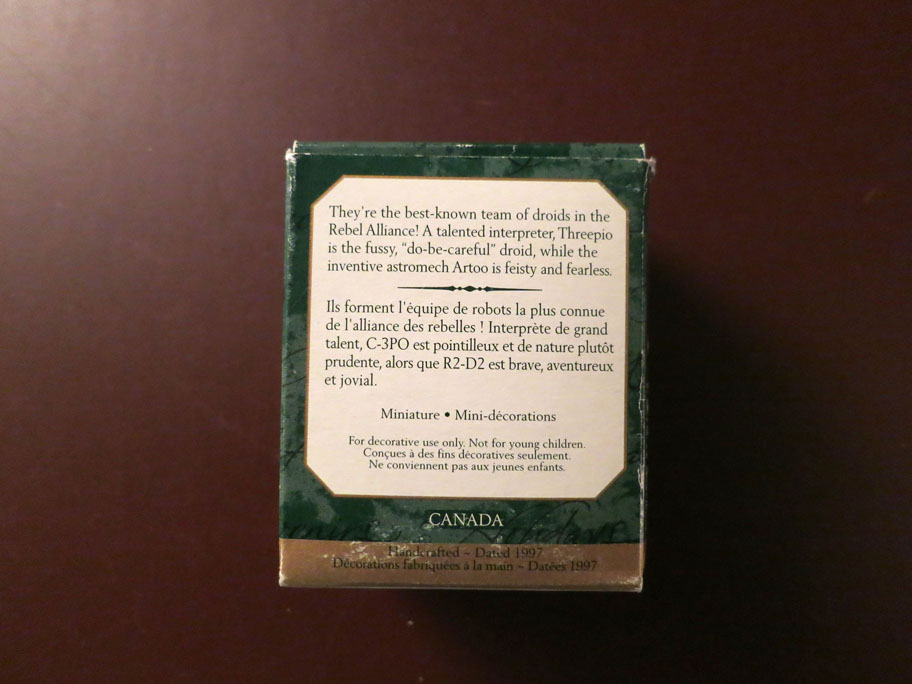 They're the best-known team of droids in the
Rebel Alliance! A talented interpreter, Threepio
is the fussy, "do-be-careful" droid, while the
inventive astromech Artoo is feisty and fearless.
Ils forment l'équipe de robots la plus connue
de l'alliance des rebelles ! Interprète de grand
talent, C-3PO est pointilleux et de nature plutôt
prudente, alors que R2-D2 est brave, aventureux
et jovial.
Miniature • Mini-décorations
For decorative use only. Not for young children.
Conçues à des fins décoratives seulement.
Ne conviennent pas aux jeunes enfants.
CANADA
Handcrafted ~ Dated 1997
Décorations fabriquées à la main ~ Datées 1997